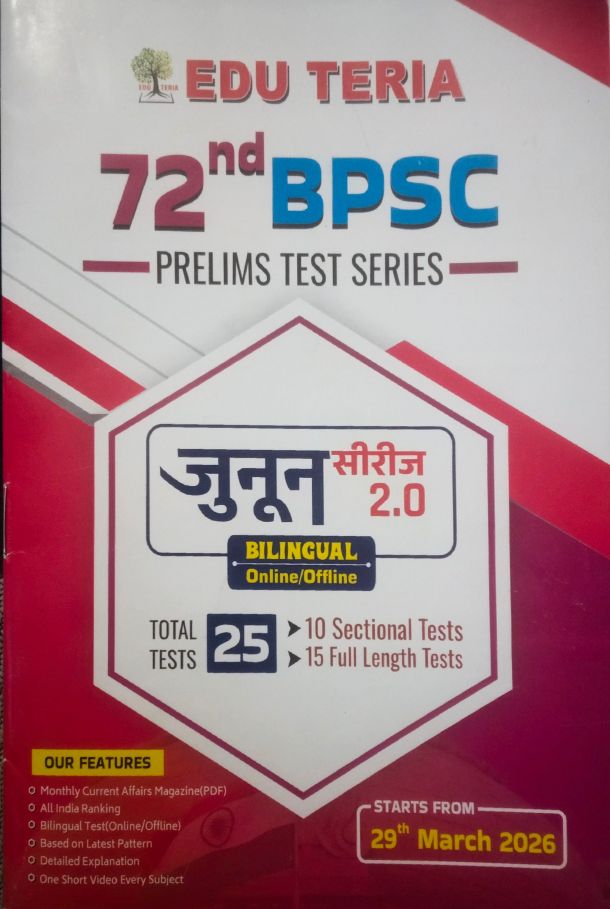 EDU TERIA
EDU TERIA
72nd BPSC
PRELIMS TEST SERIES
जुनून सीरीज 2.0
BILINGUAL
Online/Offline
TOTAL TESTS 25
10 Sectional Tests
15 Full Length Tests
OUR FEATURES
Monthly Current Affairs Magazine(PDF)
All India Ranking
Bilingual Test(Online/Offline)
Based on Latest Pattern
Detailed Explanation
One Short Video Every Subject
STARTS FROM
29th March 2026